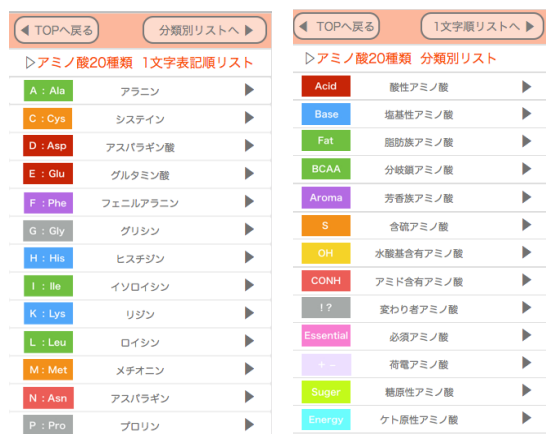 ◀ TOPへ戻る
分類別リストへ ▶
▷アミノ酸20種類 1文字表記順リスト
A : Ala アラニン ▶
C : Cys システイン ▶
D : Asp アスパラギン酸 ▶
E : Glu グルタミン酸 ▶
F : Phe フェニルアラニン ▶
G : Gly グリシン ▶
H : His ヒスチジン ▶
I : Ile イソロイシン ▶
K : Lys リジン ▶
L : Leu ロイシン ▶
M : Met メチオニン ▶
N : Asn アスパラギン ▶
P : Pro プロリン ▶
◀ TOPへ戻る
1文字順リストへ ▶
▷アミノ酸20種類 分類別リスト
Acid 酸性アミノ酸 ▶
Base 塩基性アミノ酸 ▶
Fat 脂肪族アミノ酸 ▶
BCAA 分岐鎖アミノ酸 ▶
Aroma 芳香族アミノ酸 ▶
S 含硫アミノ酸 ▶
OH 水酸基含有アミノ酸 ▶
CONH アミド含有アミノ酸 ▶
!? 変わり者アミノ酸 ▶
Essential 必須アミノ酸 ▶
+ − 荷電アミノ酸 ▶
Suger 糖原性アミノ酸 ▶
Energy ケト原性アミノ酸 ▶